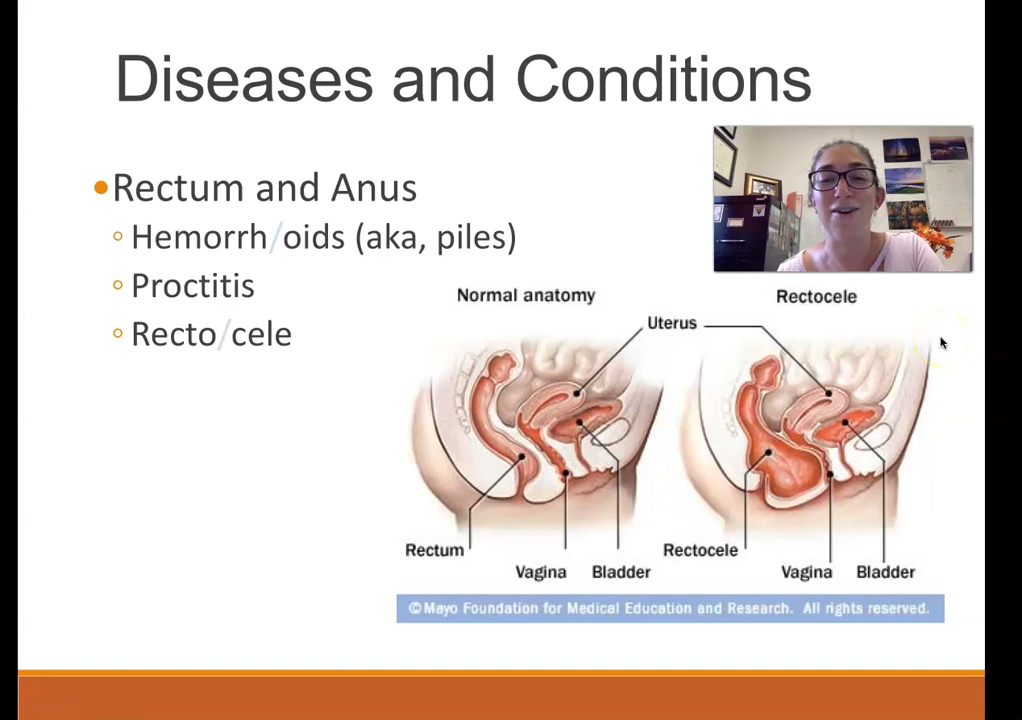 Diseases and Conditions
•Rectum and Anus
◦Hemorrh/oids (aka, piles)
◦Proctitis
◦Recto/cele
Normal anatomy
Rectocele
Uterus
Rectum
Rectocele
Vagina
Bladder
Vagina
Bladder
©Mayo Foundation for Medical Education and Research. All rights reserved.